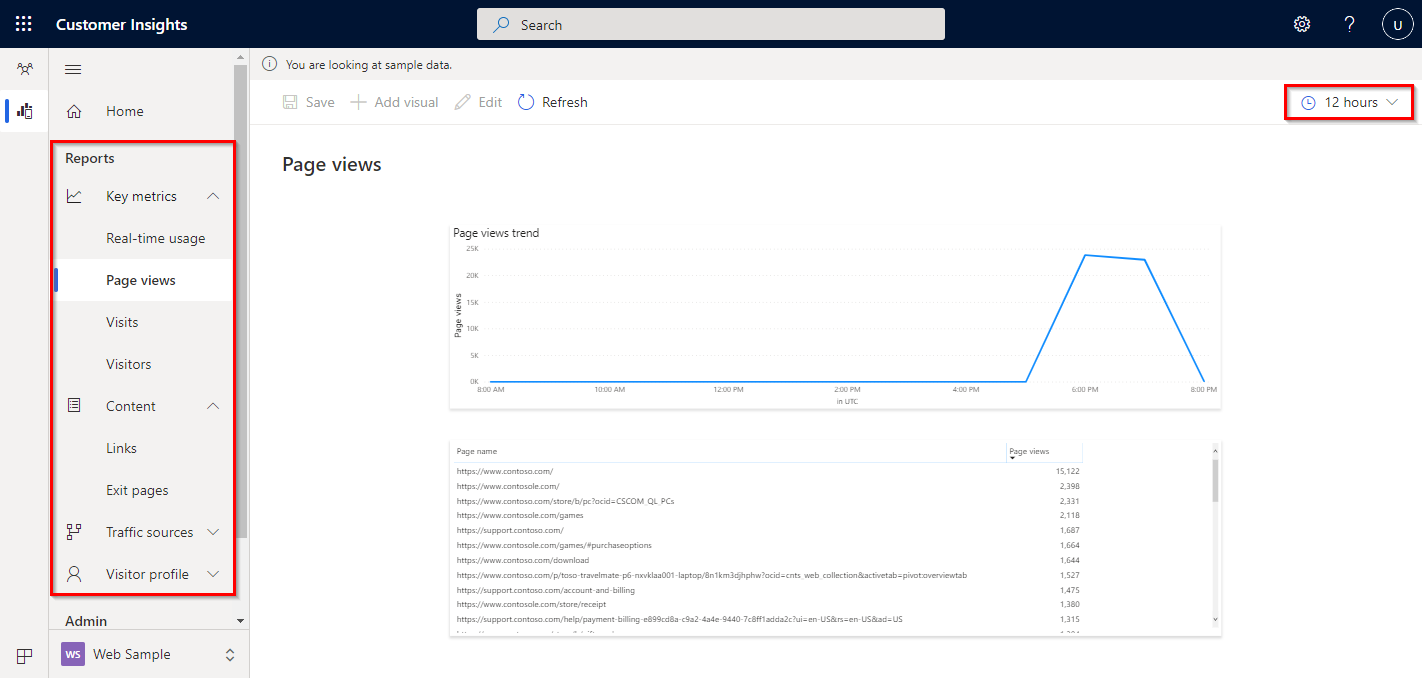 Customer Insights
Search
?
U
You are looking at sample data.
Save
Add visual
Edit
Refresh
12 hours
Home
Reports
Key metrics
Real-time usage
Page views
Visits
Visitors
Content
Links
Exit pages
Traffic sources
Visitor profile
Admin
WS Web Sample
Page views
Page views trend
25K
20K
15K
10K
5K
0K
Page views
8:00 AM 10:00 AM 12:00 PM 2:00 PM 4:00 PM 6:00 PM 8:00 PM
in UTC
Page name Page views
https://www.contoso.com/ 15,122
https://www.contosole.com/ 2,398
https://www.contoso.com/store/b/pc?ocid=CSCOM_QL_PCs 2,331
https://www.contosole.com/games 2,118
https://support.contoso.com/ 1,687
https://www.contosole.com/games/#purchaseoptions 1,664
https://www.contoso.com/download 1,644
https://www.contoso.com/p/toso-travelmate-p6-nxvklaa001-laptop/8n1km3djhphw?ocid=cnts_web_collection&activetab=pivot:overviewtab 1,527
https://support.contoso.com/account-and-billing 1,475
https://www.contosole.com/store/receipt 1,380
https://support.contoso.com/help/payment-billing-e899cd8a-c9a2-4a4e-9440-7c8ff1adda2c?ui=en-US&rs=en-US&ad=US 1,315